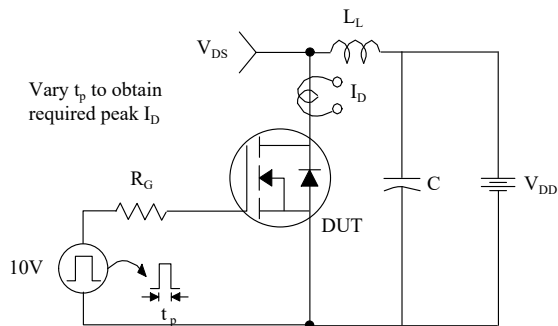 L_L
V_DS
Vary t_p to obtain
required peak I_D
I_D
R_G
C
V_DD
DUT
10V
t_p